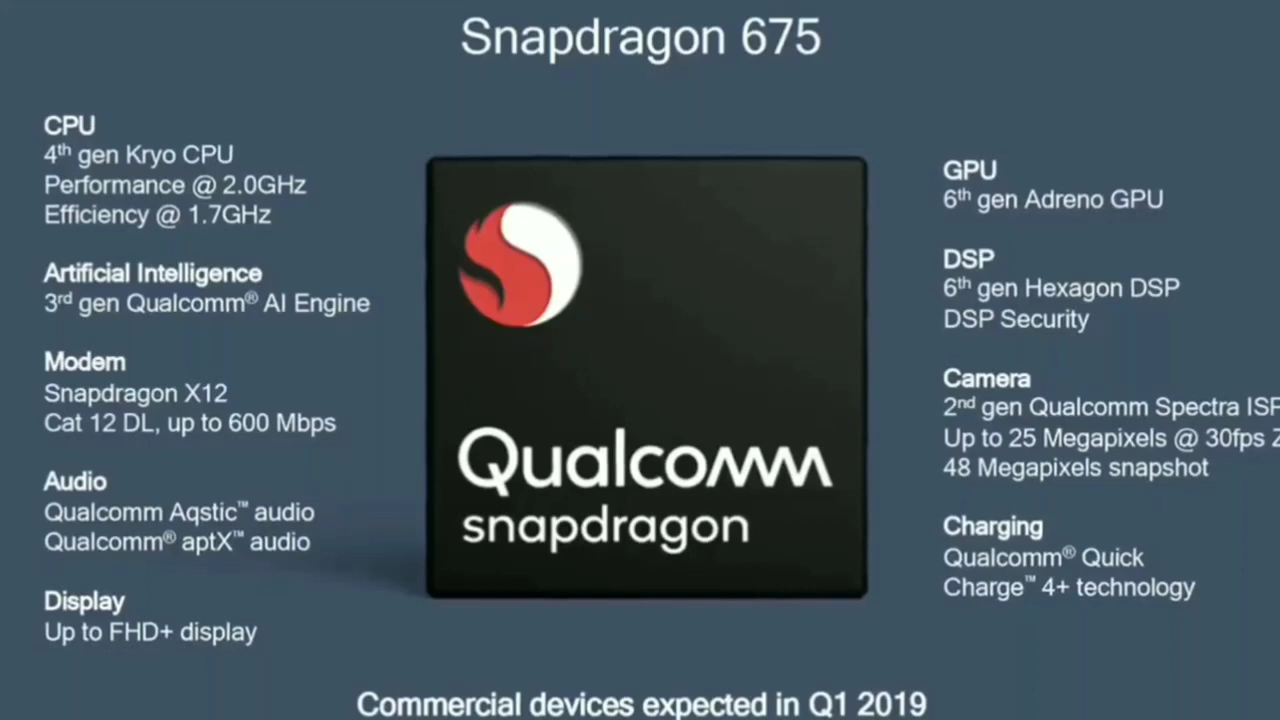 Snapdragon 675
CPU
4th gen Kryo CPU
Performance @ 2.0GHz
Efficiency @ 1.7GHz
Artificial Intelligence
3rd gen Qualcomm® AI Engine
Modem
Snapdragon X12
Cat 12 DL, up to 600 Mbps
Audio
Qualcomm Aqstic™ audio
Qualcomm® aptX™ audio
Display
Up to FHD+ display
Qualcomm
snapdragon
GPU
6th gen Adreno GPU
DSP
6th gen Hexagon DSP
DSP Security
Camera
2nd gen Qualcomm Spectra ISP
Up to 25 Megapixels @ 30fps
48 Megapixels snapshot
Charging
Qualcomm® Quick
Charge™ 4+ technology
Commercial devices expected in Q1 2019